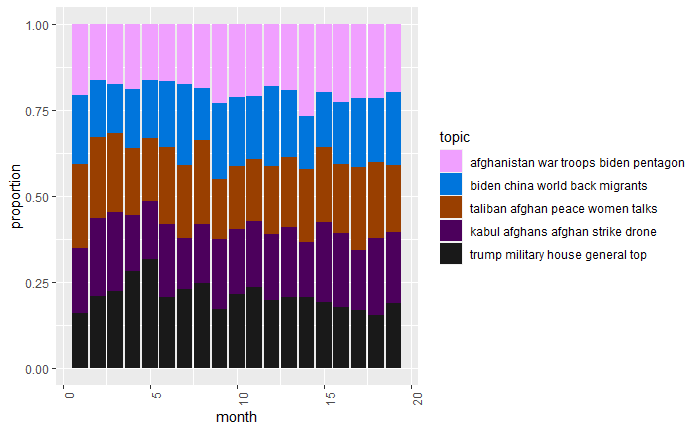 1.00
0.75
0.50
0.25
0.00
proportion
0
5
10
15
20
month
topic
afghanistan war troops biden pentagon
biden china world back migrants
taliban afghan peace women talks
kabul afghans afghan strike drone
trump military house general top